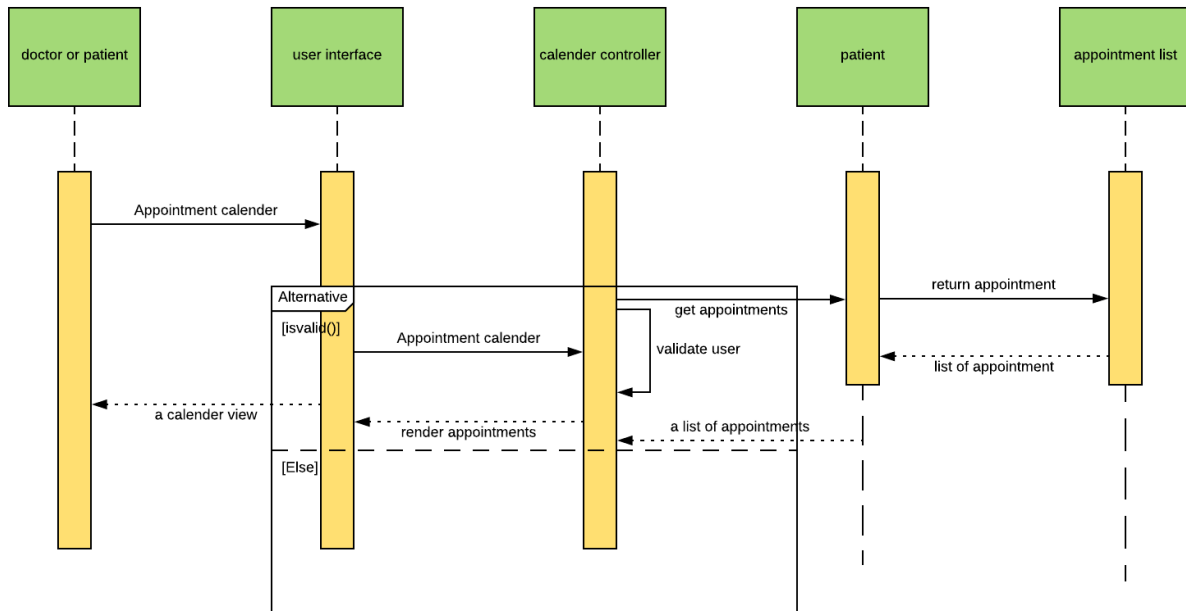 doctor or patient
user interface
calender controller
patient
appointment list
Appointment calender
Alternative
return appointment
get appointments
[isvalid()]
Appointment calender
validate user
list of appointment
a calender view
render appointments
a list of appointments
[Else]